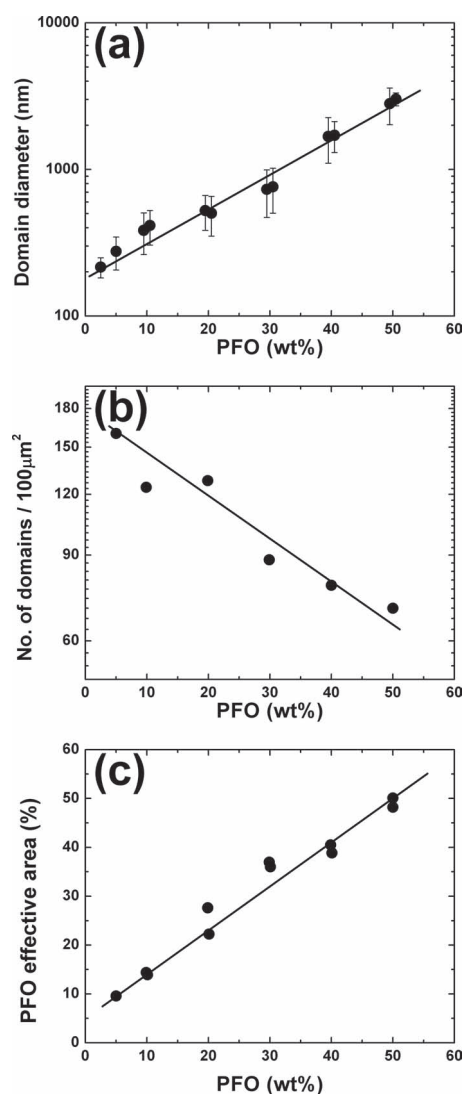 (a)
10000
1000
100
Domain diameter (nm)
0 10 20 30 40 50 60
PFO (wt%)
(b)
180
150
120
90
60
No. of domains / 100μm²
0 10 20 30 40 50 60
PFO (wt%)
(c)
60
50
40
30
20
10
0
PFO effective area (%)
0 10 20 30 40 50 60
PFO (wt%)